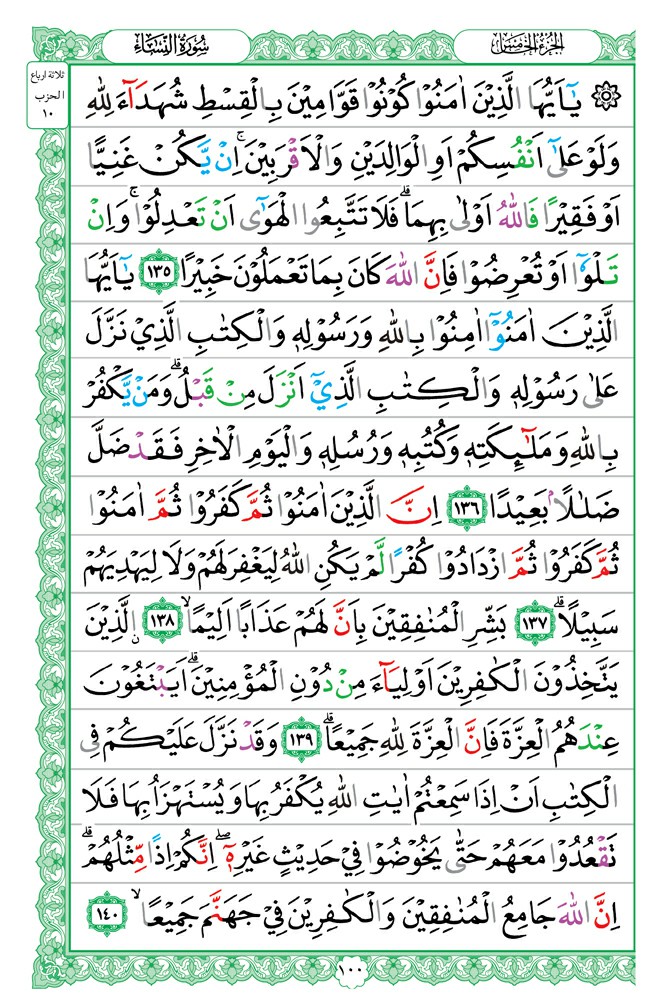 الجزء الخامس
سورة النساء
ثلاثة ارباع
الحزب
١٠
۞ يٰٓاَيُّهَا الَّذِيْنَ اٰمَنُوْا كُوْنُوْا قَوَّامِيْنَ بِالْقِسْطِ شُهَدَآءَ لِلّٰهِ
وَلَوْ عَلٰٓى اَنْفُسِكُمْ اَوِ الْوَالِدَيْنِ وَالْاَقْرَبِيْنَ ۚ اِنْ يَّكُنْ غَنِيًّا
اَوْ فَقِيْرًا فَاللّٰهُ اَوْلٰى بِهِمَا ۗ فَلَا تَتَّبِعُوا الْهَوٰٓى اَنْ تَعْدِلُوْا ۚ وَاِنْ
تَلْوٗٓا اَوْ تُعْرِضُوْا فَاِنَّ اللّٰهَ كَانَ بِمَا تَعْمَلُوْنَ خَبِيْرًا ١٣٥ يٰٓاَيُّهَا
الَّذِيْنَ اٰمَنُوْٓا اٰمِنُوْا بِاللّٰهِ وَرَسُوْلِهٖ وَالْكِتٰبِ الَّذِيْ نَزَّلَ
عَلٰى رَسُوْلِهٖ وَالْكِتٰبِ الَّذِيْٓ اَنْزَلَ مِنْ قَبْلُ ۗ وَمَنْ يَّكْفُرْ
بِاللّٰهِ وَمَلٰۤىِٕكَتِهٖ وَكُتُبِهٖ وَرُسُلِهٖ وَالْيَوْمِ الْاٰخِرِ فَقَدْ ضَلَّ
ضَلٰلًاۢ بَعِيْدًا ١٣٦ اِنَّ الَّذِيْنَ اٰمَنُوْا ثُمَّ كَفَرُوْا ثُمَّ اٰمَنُوْا
ثُمَّ كَفَرُوْا ثُمَّ ازْدَادُوْا كُفْرًا لَّمْ يَكُنِ اللّٰهُ لِيَغْفِرَ لَهُمْ وَلَا لِيَهْدِيَهُمْ
سَبِيْلًا ۗ ١٣٧ بَشِّرِ الْمُنٰفِقِيْنَ بِاَنَّ لَهُمْ عَذَابًا اَلِيْمًا ۙ ١٣٨ ۨالَّذِيْنَ
يَتَّخِذُوْنَ الْكٰفِرِيْنَ اَوْلِيَآءَ مِنْ دُوْنِ الْمُؤْمِنِيْنَ ۗ اَيَبْتَغُوْنَ
عِنْدَهُمُ الْعِزَّةَ فَاِنَّ الْعِزَّةَ لِلّٰهِ جَمِيْعًا ۗ ١٣٩ وَقَدْ نَزَّلَ عَلَيْكُمْ فِى
الْكِتٰبِ اَنْ اِذَا سَمِعْتُمْ اٰيٰتِ اللّٰهِ يُكْفَرُ بِهَا وَيُسْتَهْزَاُ بِهَا فَلَا
تَقْعُدُوْا مَعَهُمْ حَتّٰى يَخُوْضُوْا فِيْ حَدِيْثٍ غَيْرِهٖٓ ۖ اِنَّكُمْ اِذًا مِّثْلُهُمْ ۗ
اِنَّ اللّٰهَ جَامِعُ الْمُنٰفِقِيْنَ وَالْكٰفِرِيْنَ فِيْ جَهَنَّمَ جَمِيْعًا ۙ ١٤٠
١٠٠